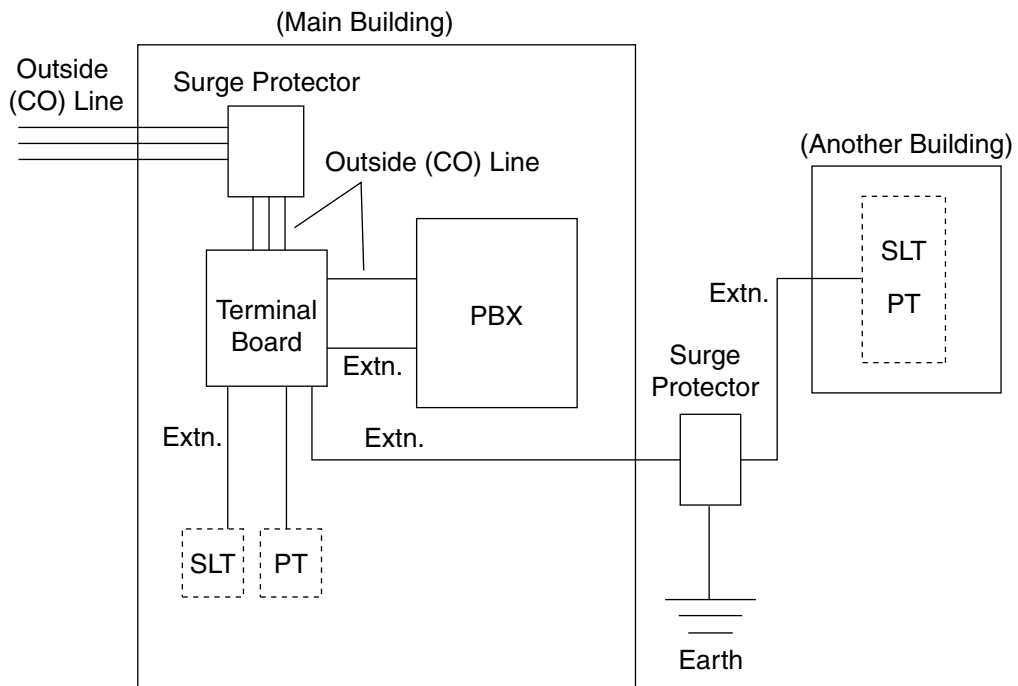 (Main Building)
Outside
(CO) Line
Surge Protector
Outside (CO) Line
(Another Building)
SLT
PT
Extn.
Terminal
Board
PBX
Extn.
Surge
Protector
Extn.
Extn.
SLT
PT
Earth